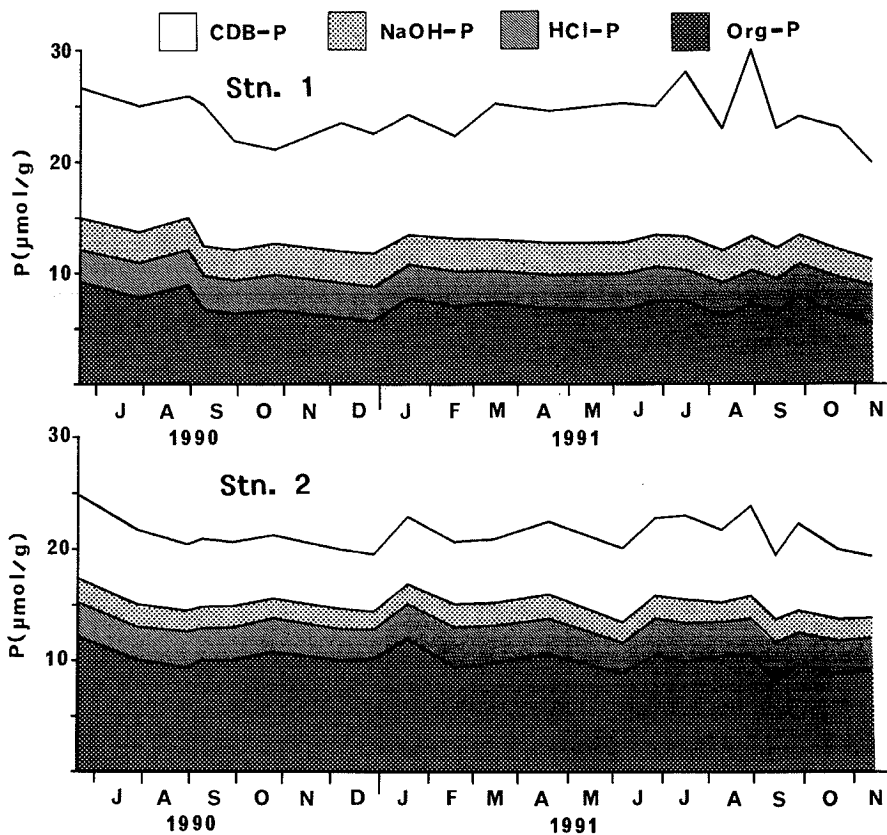 CDB-P NaOH-P HCl-P Org-P
Stn. 1
30
20
10
P(µmol/g)
J A S O N D J F M A M J J A S O N
1990 1991
Stn. 2
30
20
10
P(µmol/g)
J A S O N D J F M A M J J A S O N
1990 1991